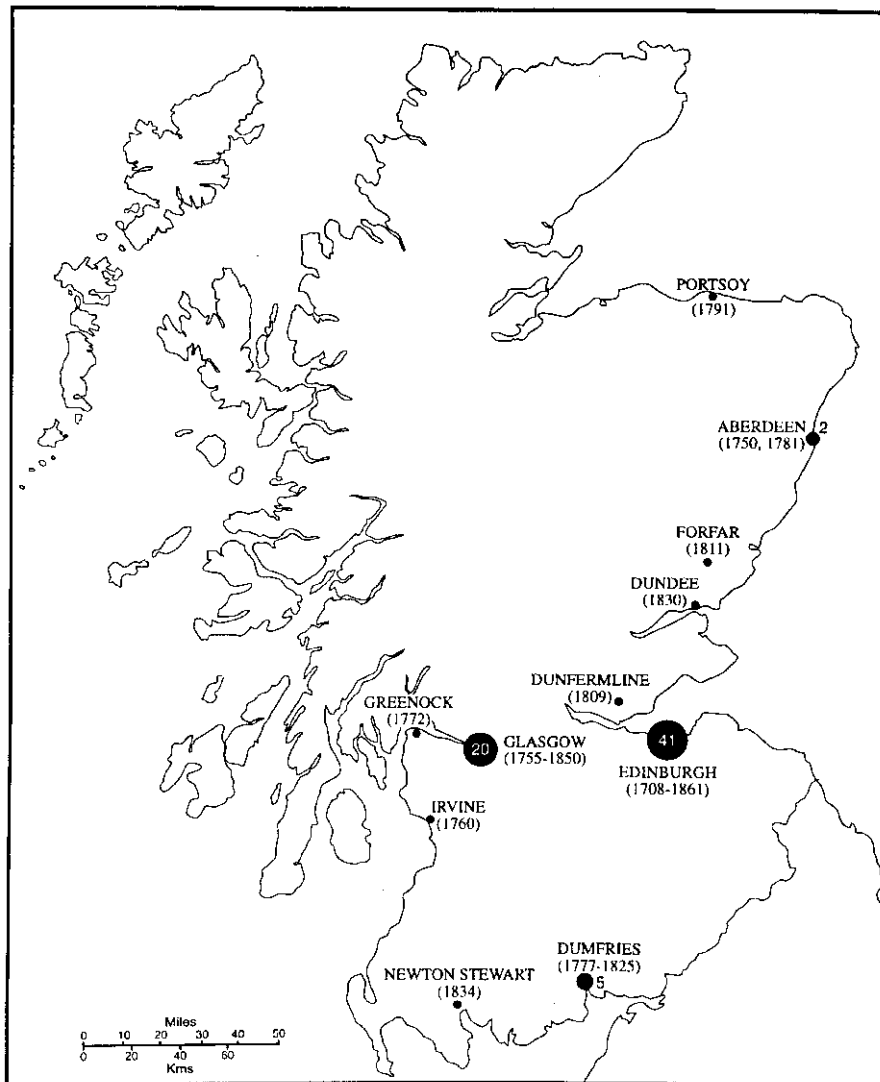 PORTSOY
(1791)
ABERDEEN 2
(1750, 1781)
FORFAR
(1811)
DUNDEE
(1830)
DUNFERMLINE
(1809)
GREENOCK
(1772)
20 GLASGOW
(1755-1850)
41
EDINBURGH
(1708-1861)
IRVINE
(1760)
DUMFRIES
(1777-1825)
5
NEWTON STEWART
(1834)
Miles
0 10 20 30 40 50
0 20 40 60
Kms